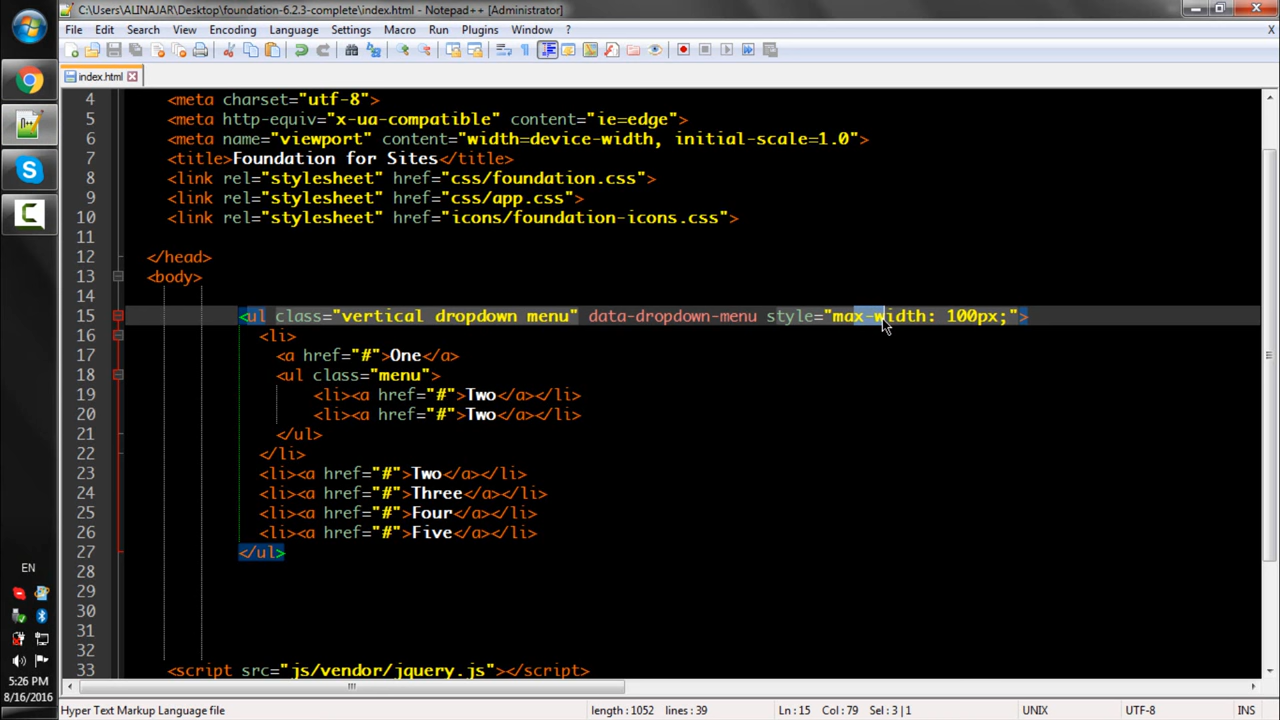 C:\Users\ALINAJAR\Desktop\foundation-6.2.3-complete\index.html - Notepad++ [Administrator]
File Edit Search View Encoding Language Settings Macro Run Plugins Window ? X
index.html
4 <meta charset="utf-8">
5 <meta http-equiv="x-ua-compatible" content="ie=edge">
6 <meta name="viewport" content="width=device-width, initial-scale=1.0">
7 <title>Foundation for Sites</title>
8 <link rel="stylesheet" href="css/foundation.css">
9 <link rel="stylesheet" href="css/app.css">
10 <link rel="stylesheet" href="icons/foundation-icons.css">
11
12 </head>
13 <body>
14
15 <ul class="vertical dropdown menu" data-dropdown-menu style="max-width: 100px;">
16 <li>
17 <a href="#">One</a>
18 <ul class="menu">
19 <li><a href="#">Two</a></li>
20 <li><a href="#">Two</a></li>
21 </ul>
22 </li>
23 <li><a href="#">Two</a></li>
24 <li><a href="#">Three</a></li>
25 <li><a href="#">Four</a></li>
26 <li><a href="#">Five</a></li>
27 </ul>
28
29
30
31
32
33 <script src="js/vendor/jquery.js"></script>
EN
5:26 PM
8/16/2016
Hyper Text Markup Language file length : 1052 lines : 39 Ln : 15 Col : 79 Sel : 3 | 1 UNIX UTF-8 INS